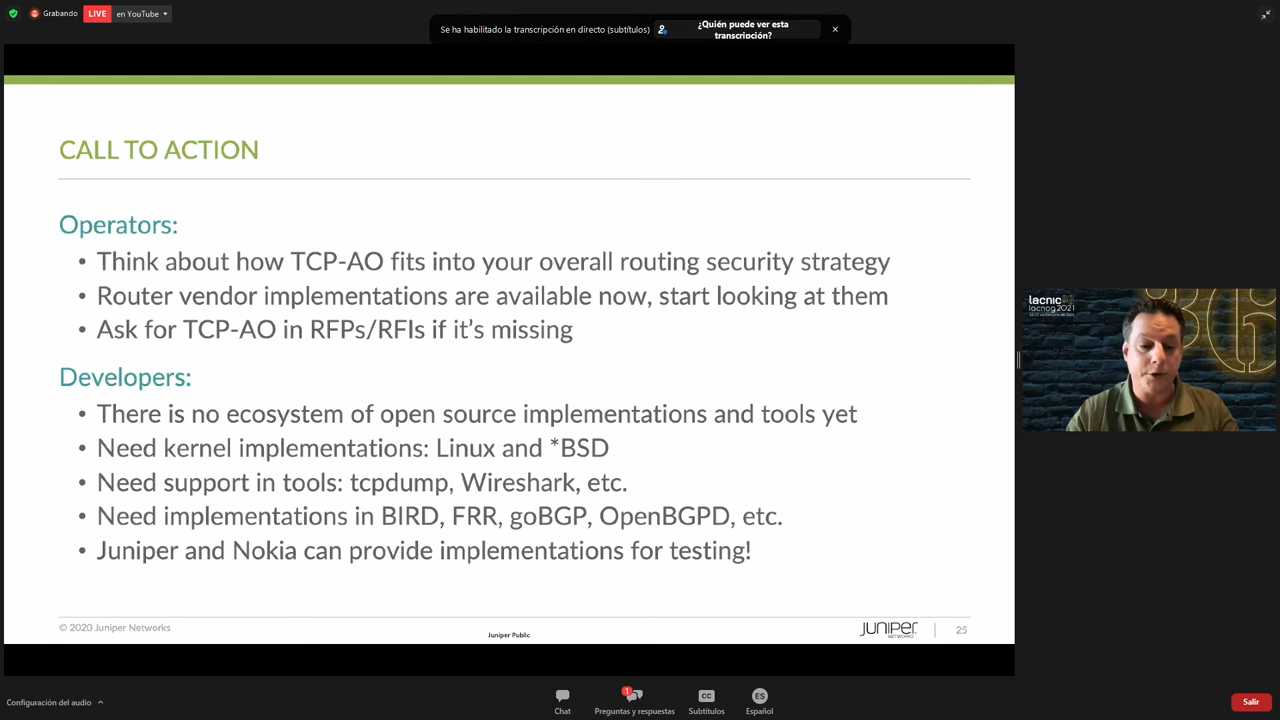 Grabando
LIVE
en YouTube
Se ha habilitado la transcripción en directo (subtítulos)
¿Quién puede ver esta
transcripción?
CALL TO ACTION
Operators:
• Think about how TCP-AO fits into your overall routing security strategy
• Router vendor implementations are available now, start looking at them
• Ask for TCP-AO in RFPs/RFIs if it's missing
Developers:
• There is no ecosystem of open source implementations and tools yet
• Need kernel implementations: Linux and *BSD
• Need support in tools: tcpdump, Wireshark, etc.
• Need implementations in BIRD, FRR, goBGP, OpenBGPD, etc.
• Juniper and Nokia can provide implementations for testing!
© 2020 Juniper Networks
Juniper Public
JUNIPER
NETWORKS
25
lacnic
lacnog2021
Configuración del audio
Chat
1
Preguntas y respuestas
CC
Subtítulos
ES
Español
Salir